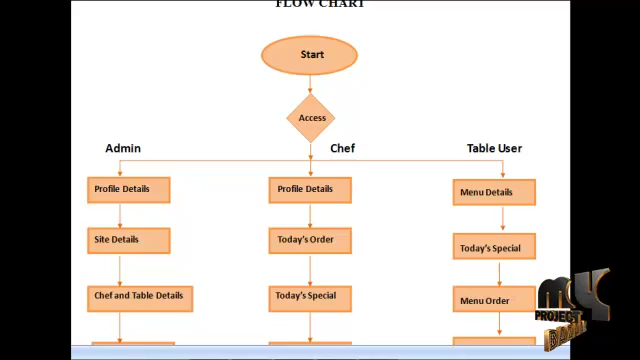 FLOW CHART
Start
Access
Admin
Chef
Table User
Profile Details
Profile Details
Menu Details
Site Details
Today's Order
Today's Special
Chef and Table Details
Today's Special
Menu Order
PROJECT